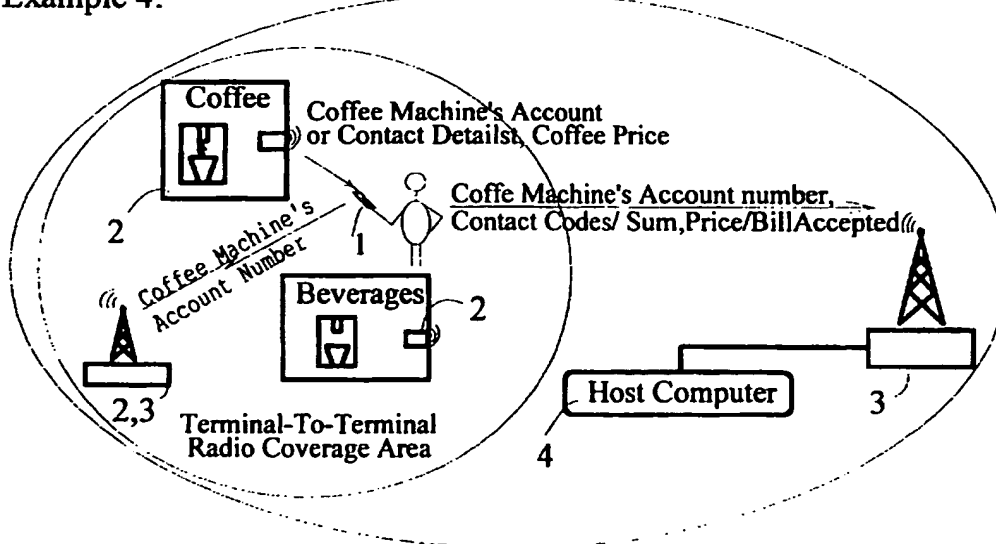 Example 4:
Coffee
Coffee Machine's Account
or Contact Detailst, Coffee Price
2
1
Coffe Machine's Account number,
Contact Codes/ Sum,Price/BillAccepted
Coffee Machine's
Account Number
Beverages
2
2,3
Terminal-To-Terminal
Radio Coverage Area
Host Computer
4
3